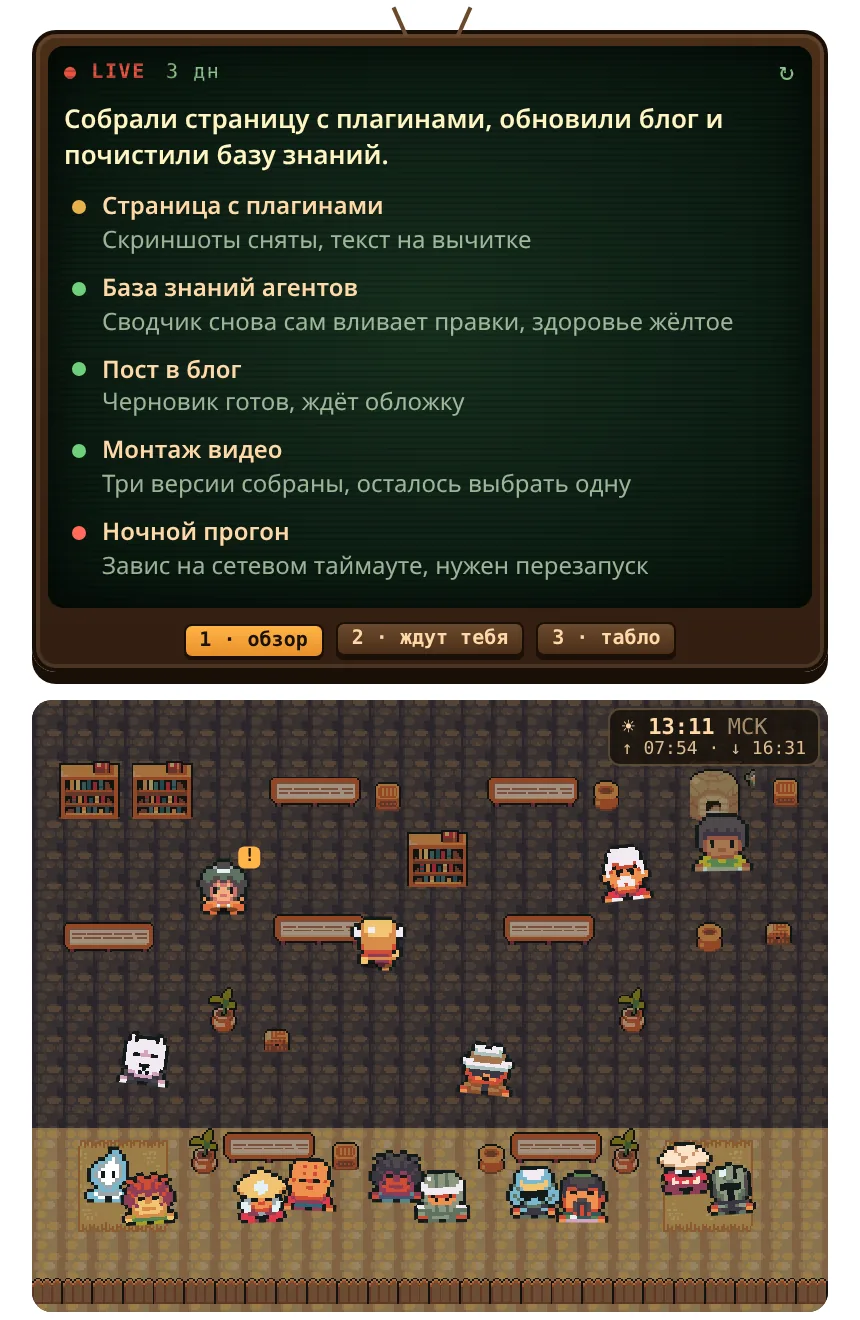 LIVE 3 дн ↻
Собрали страницу с плагинами, обновили блог и
почистили базу знаний.
Страница с плагинами
Скриншоты сняты, текст на вычитке
База знаний агентов
Сводчик снова сам вливает правки, здоровье жёлтое
Пост в блог
Черновик готов, ждёт обложку
Монтаж видео
Три версии собраны, осталось выбрать одну
Ночной прогон
Завис на сетевом таймауте, нужен перезапуск
1 · обзор 2 · ждут тебя 3 · табло
☀ 13:11 МСК
↑ 07:54 · ↓ 16:31
!